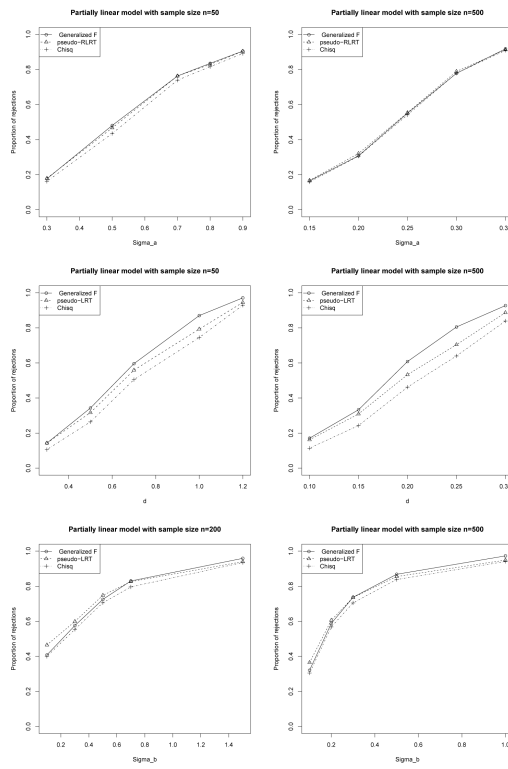 Partially linear model with sample size n=50
Generalized F
pseudo-RLRT
Chisq
Proportion of rejections
0.0 0.2 0.4 0.6 0.8 1.0
0.3 0.4 0.5 0.6 0.7 0.8 0.9
Sigma_a
Partially linear model with sample size n=500
Generalized F
pseudo-RLRT
Chisq
Proportion of rejections
0.0 0.2 0.4 0.6 0.8 1.0
0.15 0.20 0.25 0.30
Sigma_a
Partially linear model with sample size n=50
Generalized F
pseudo-LRT
Chisq
Proportion of rejections
0.0 0.2 0.4 0.6 0.8 1.0
0.4 0.6 0.8 1.0 1.2
d
Partially linear model with sample size n=500
Generalized F
pseudo-LRT
Chisq
Proportion of rejections
0.0 0.2 0.4 0.6 0.8 1.0
0.10 0.15 0.20 0.25
d
Partially linear model with sample size n=200
Generalized F
pseudo-LRT
Chisq
Proportion of rejections
0.0 0.2 0.4 0.6 0.8 1.0
0.2 0.4 0.6 0.8 1.0 1.2 1.4
Sigma_b
Partially linear model with sample size n=500
Generalized F
pseudo-LRT
Chisq
Proportion of rejections
0.0 0.2 0.4 0.6 0.8 1.0
0.2 0.4 0.6 0.8 1.0
Sigma_b